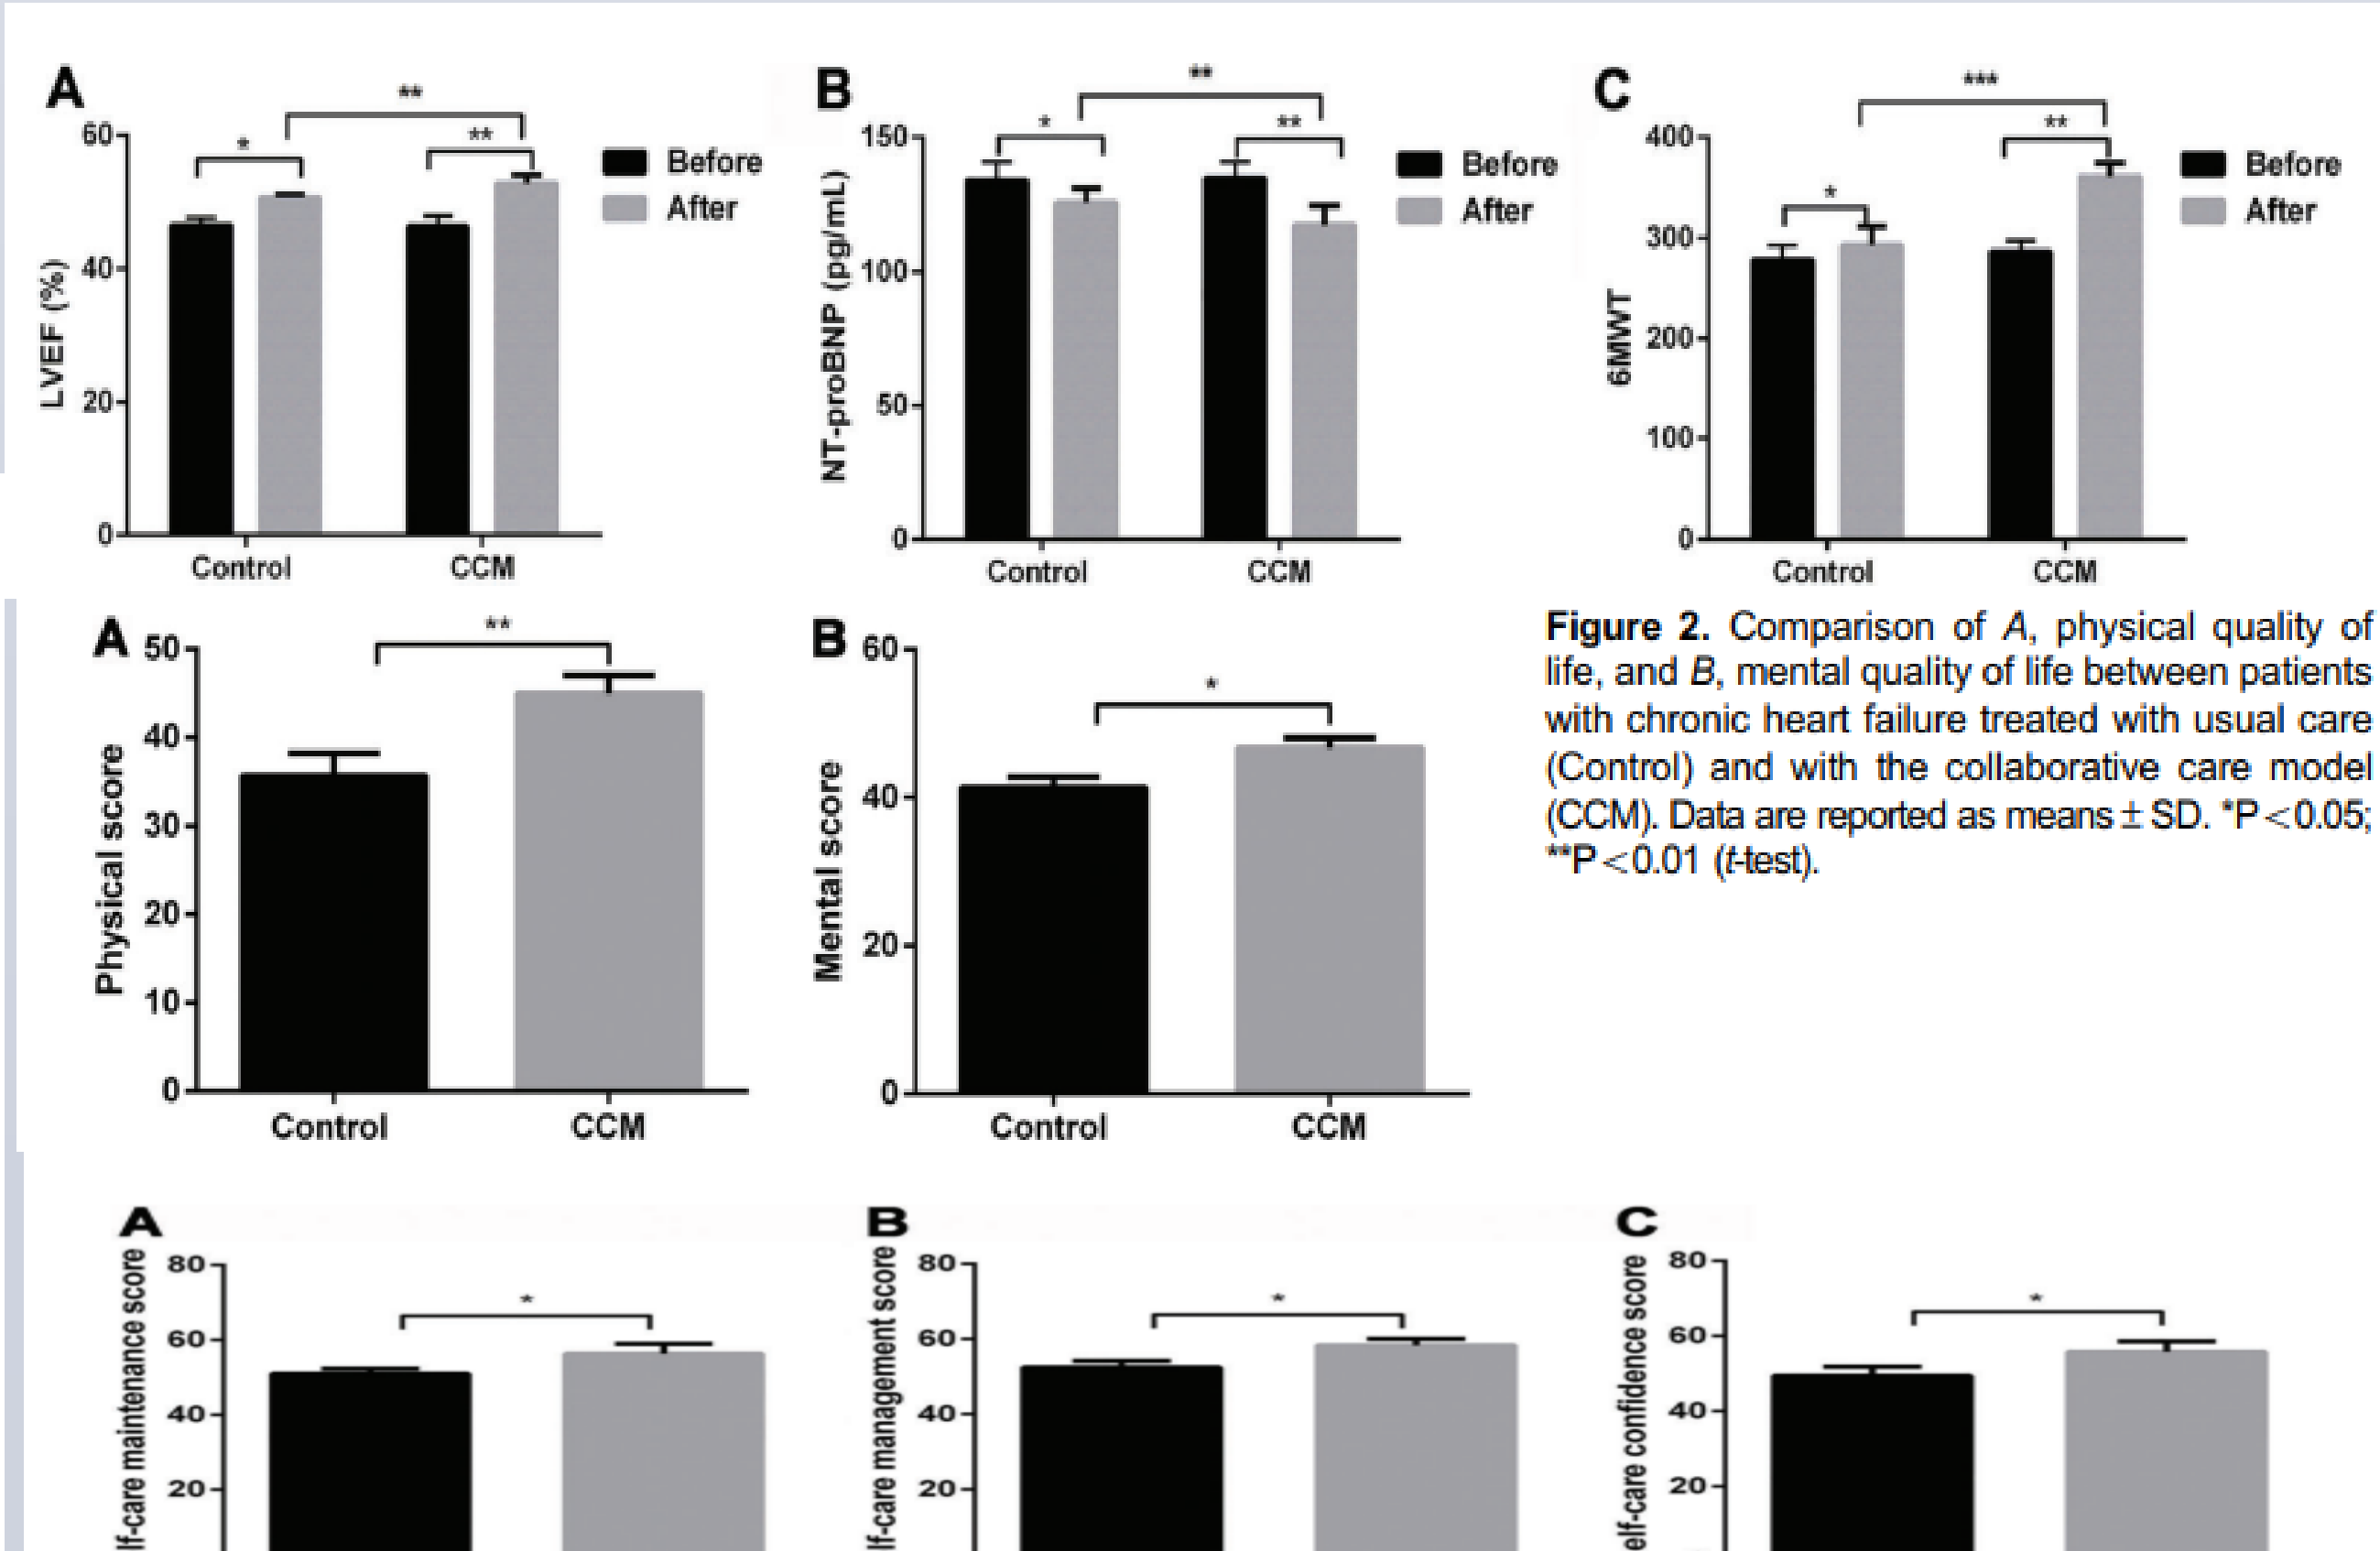 A
**
*
**
60
40
20
0
LVEF (%)
Before
After
Control
CCM
B
**
*
**
150
100
50
0
NT-proBNP (pg/mL)
Before
After
Control
CCM
C
***
**
*
400
300
200
100
0
6MWT
Before
After
Control
CCM
A
**
50
40
30
20
10
0
Physical score
Control
CCM
B
*
60
40
20
0
Mental score
Control
CCM
Figure 2. Comparison of A, physical quality of
life, and B, mental quality of life between patients
with chronic heart failure treated with usual care
(Control) and with the collaborative care model
(CCM). Data are reported as means ± SD. *P<0.05;
**P<0.01 (t-test).
A
*
80
60
40
20
lf-care maintenance score
B
*
80
60
40
20
lf-care management score
C
*
80
60
40
20
elf-care confidence score